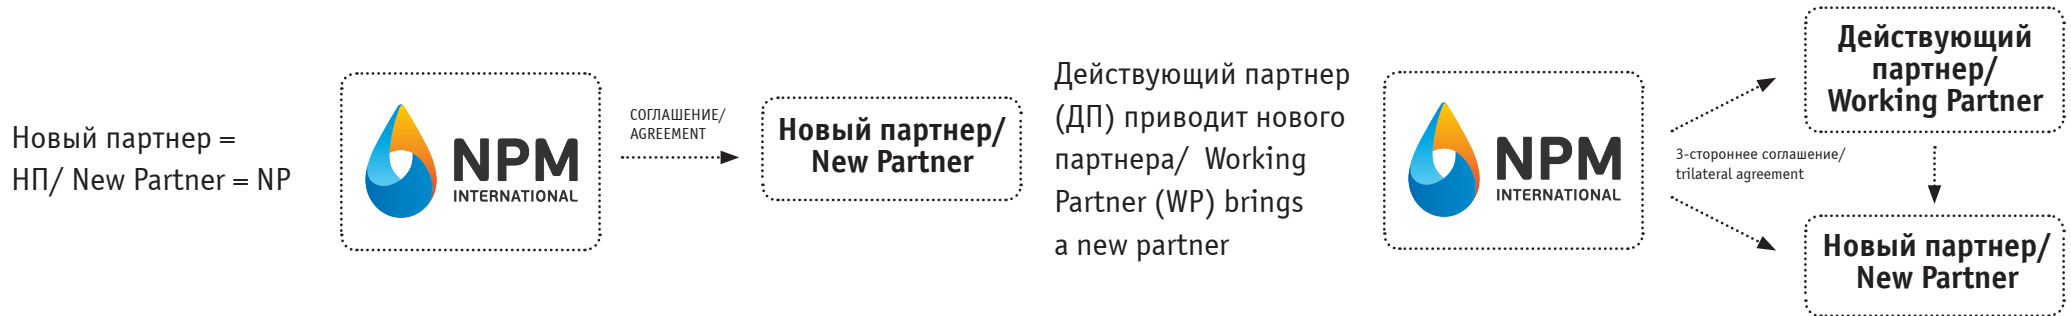 Новый партнер =
НП/ New Partner = NP
NPM
INTERNATIONAL
СОГЛАШЕНИЕ/
AGREEMENT
Новый партнер/
New Partner
Действующий партнер
(ДП) приводит нового
партнера/ Working
Partner (WP) brings
a new partner
NPM
INTERNATIONAL
3-стороннее соглашение/
trilateral agreement
Действующий
партнер/
Working Partner
Новый партнер/
New Partner